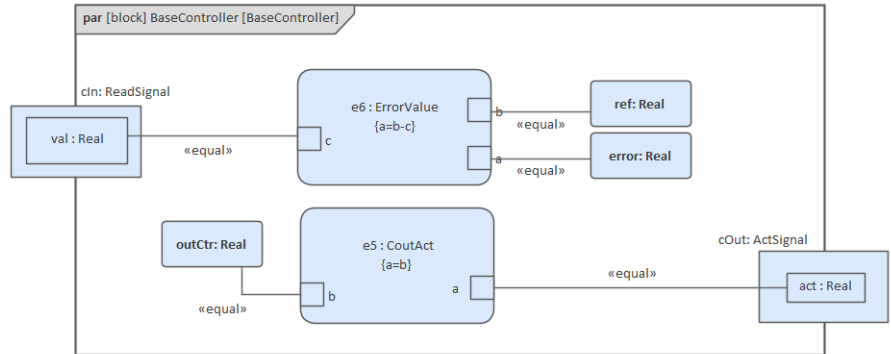 par [block] BaseController [BaseController]
cIn: ReadSignal
val : Real
«equal»
c
e6 : ErrorValue
{a=b-c}
b
«equal»
ref: Real
a
«equal»
error: Real
outCtr: Real
«equal»
b
e5 : CoutAct
{a=b}
a
«equal»
cOut: ActSignal
act : Real